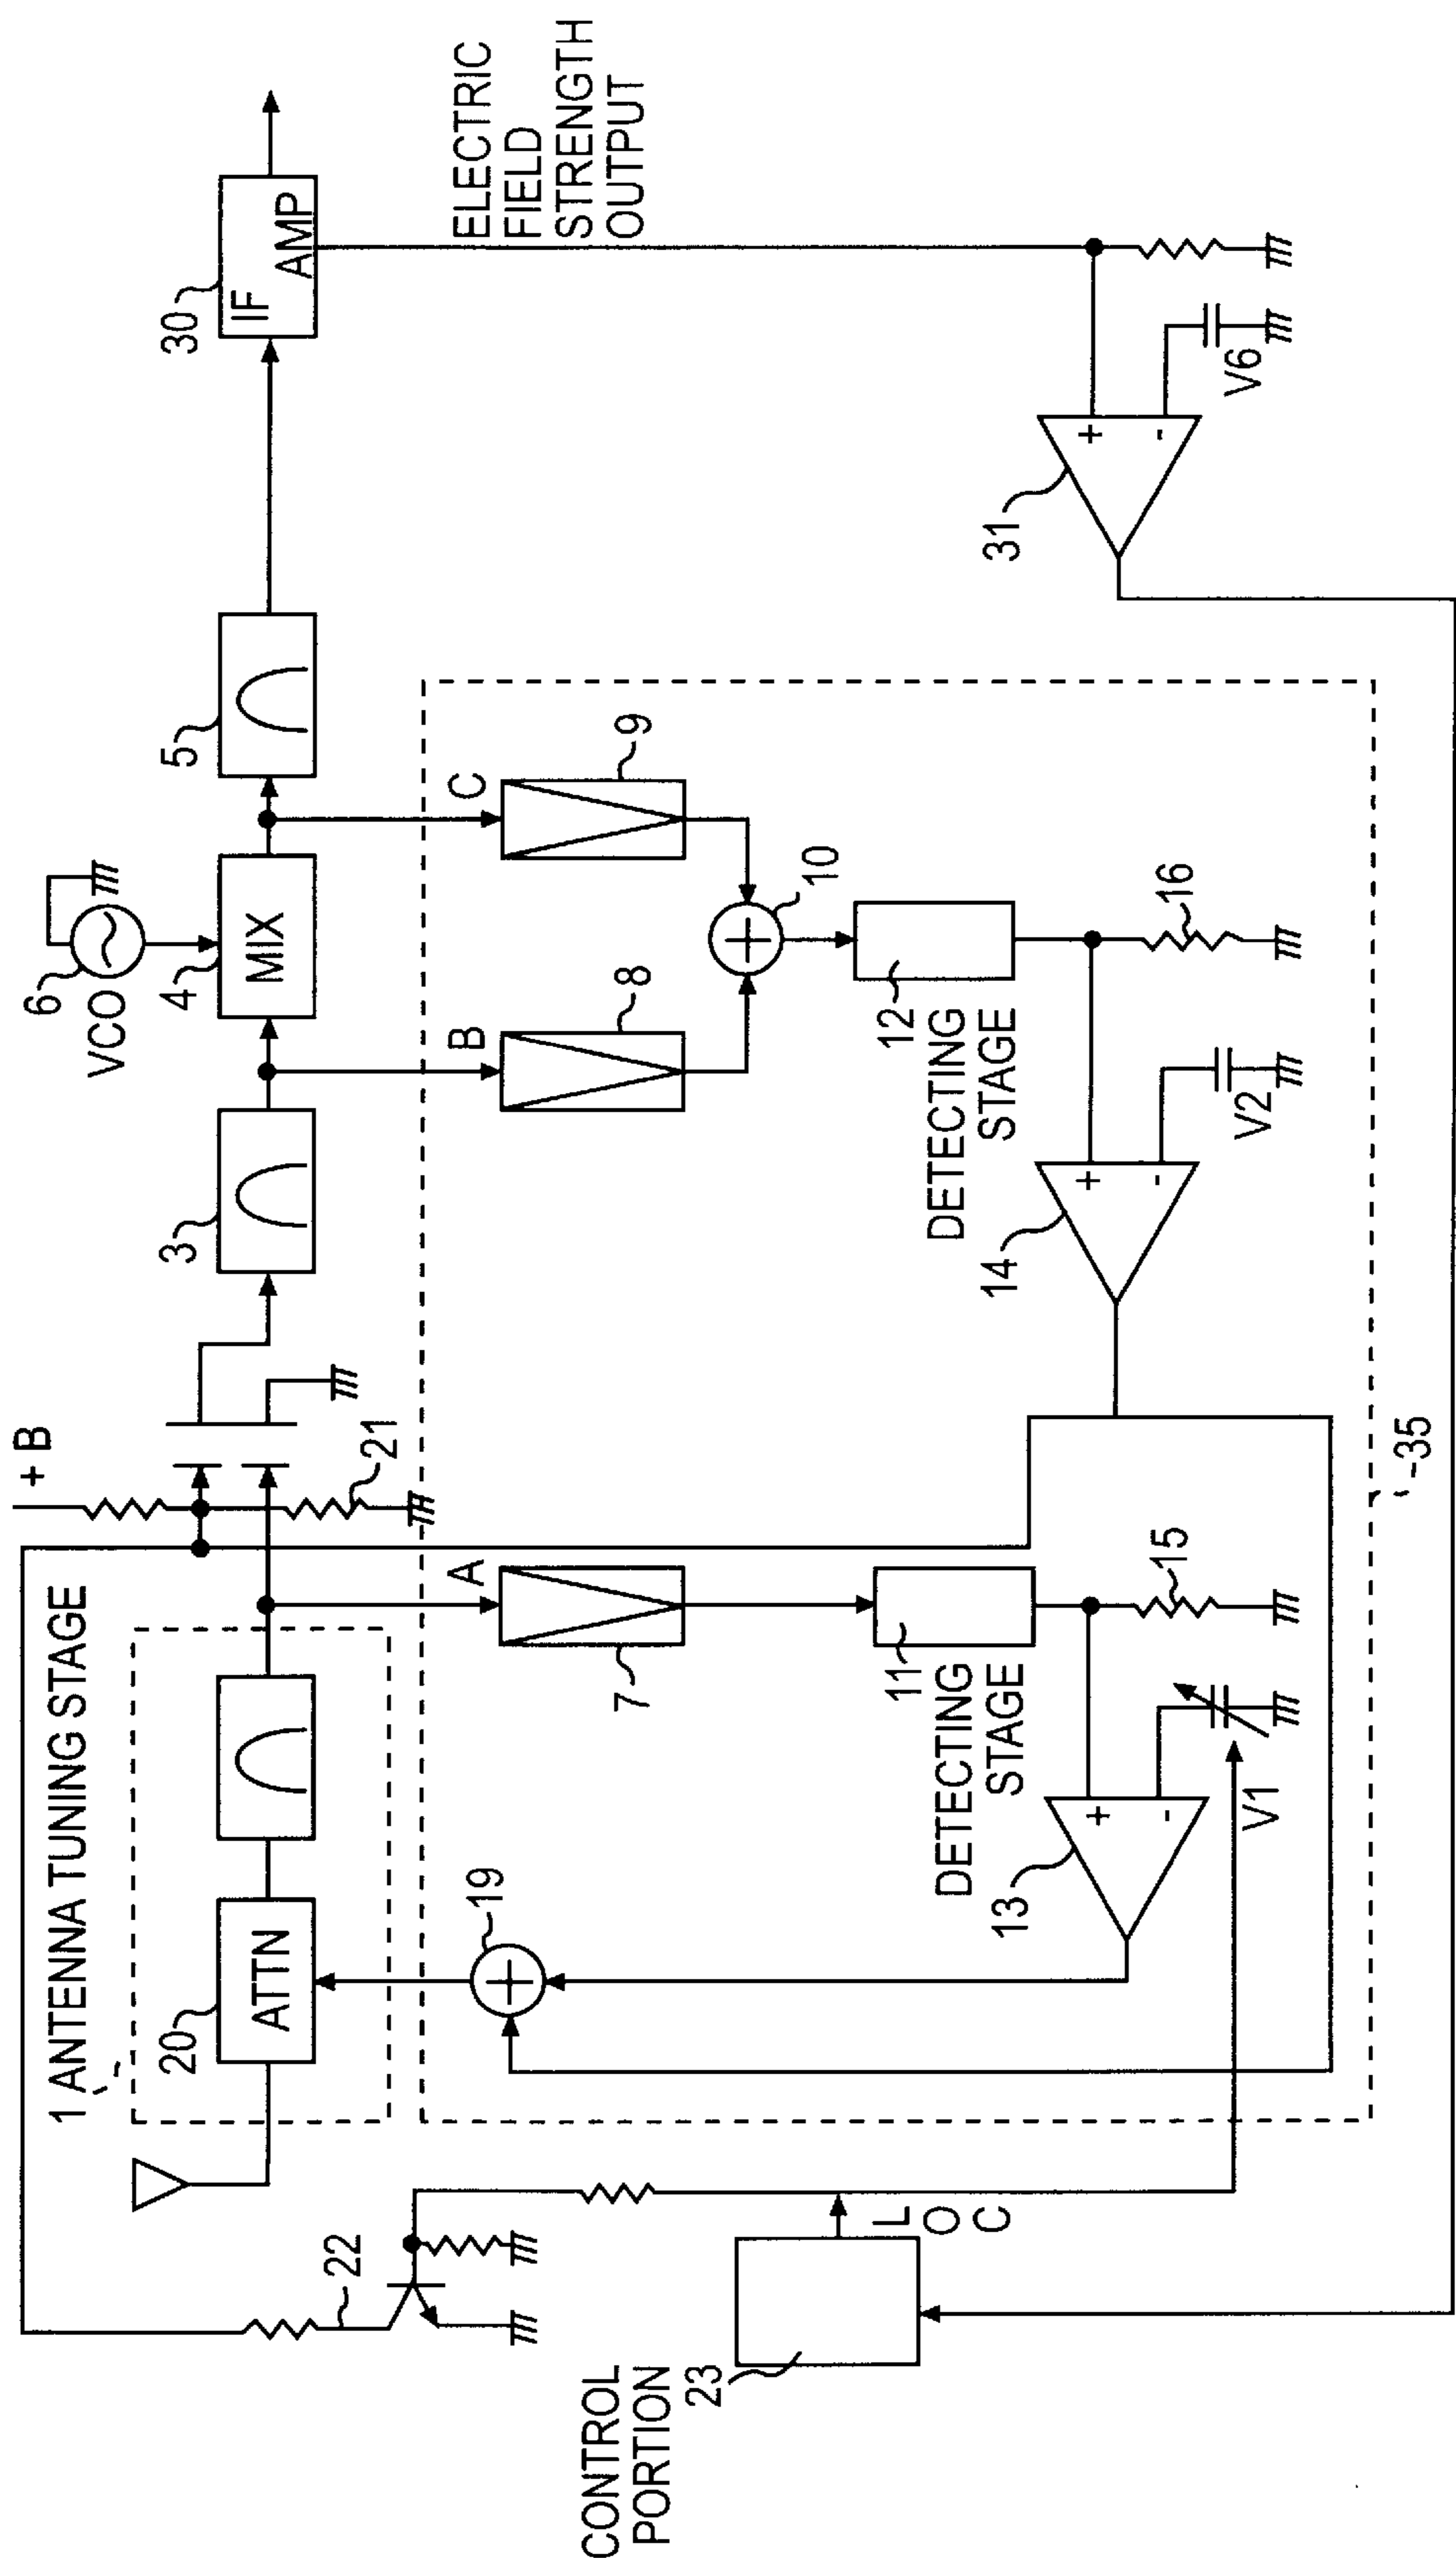 1 ANTENNA TUNING STAGE
+ B
20
ATTN
21
3
6
VCO
4
MIX
5
30
IF
AMP
ELECTRIC
FIELD
STRENGTH
OUTPUT
22
19
A
7
B
8
C
9
10
11
DETECTING
STAGE
12
DETECTING
STAGE
15
16
13
+
-
V1
14
+
-
V2
31
+
-
V6
35
CONTROL
PORTION
23
L
O
C